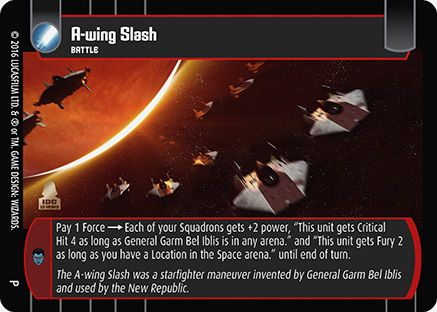 A-wing Slash
BATTLE
© 2016 LUCASFILM LTD. & ® or TM. GAME DESIGN: WIZARDS.
IDC
Pay 1 Force → Each of your Squadrons gets +2 power, “This unit gets Critical
Hit 4 as long as General Garm Bel Iblis is in any arena.” and “This unit gets Fury 2
as long as you have a Location in the Space arena.” until end of turn.
The A-wing Slash was a starfighter maneuver invented by General Garm Bel Iblis
and used by the New Republic.
P